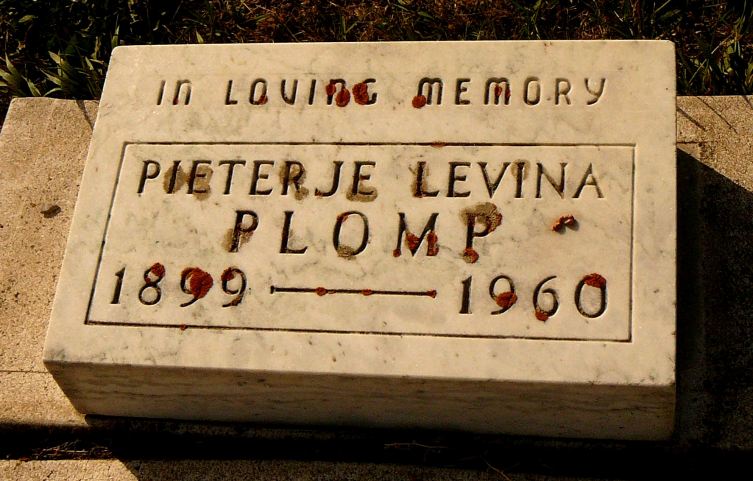 In Loving Memory
PIETERJE LEVINA
PLOMP
1899 — 1960